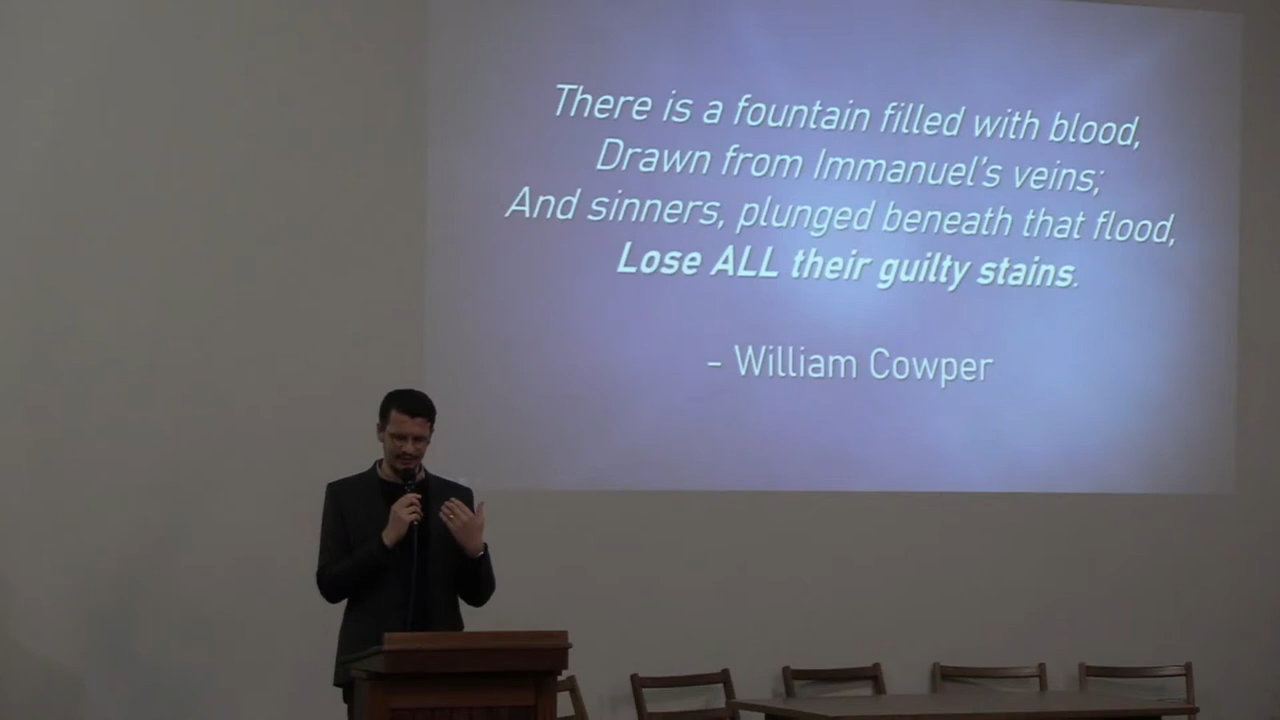 There is a fountain filled with blood,
Drawn from Immanuel's veins;
And sinners, plunged beneath that flood,
Lose ALL their guilty stains.
- William Cowper